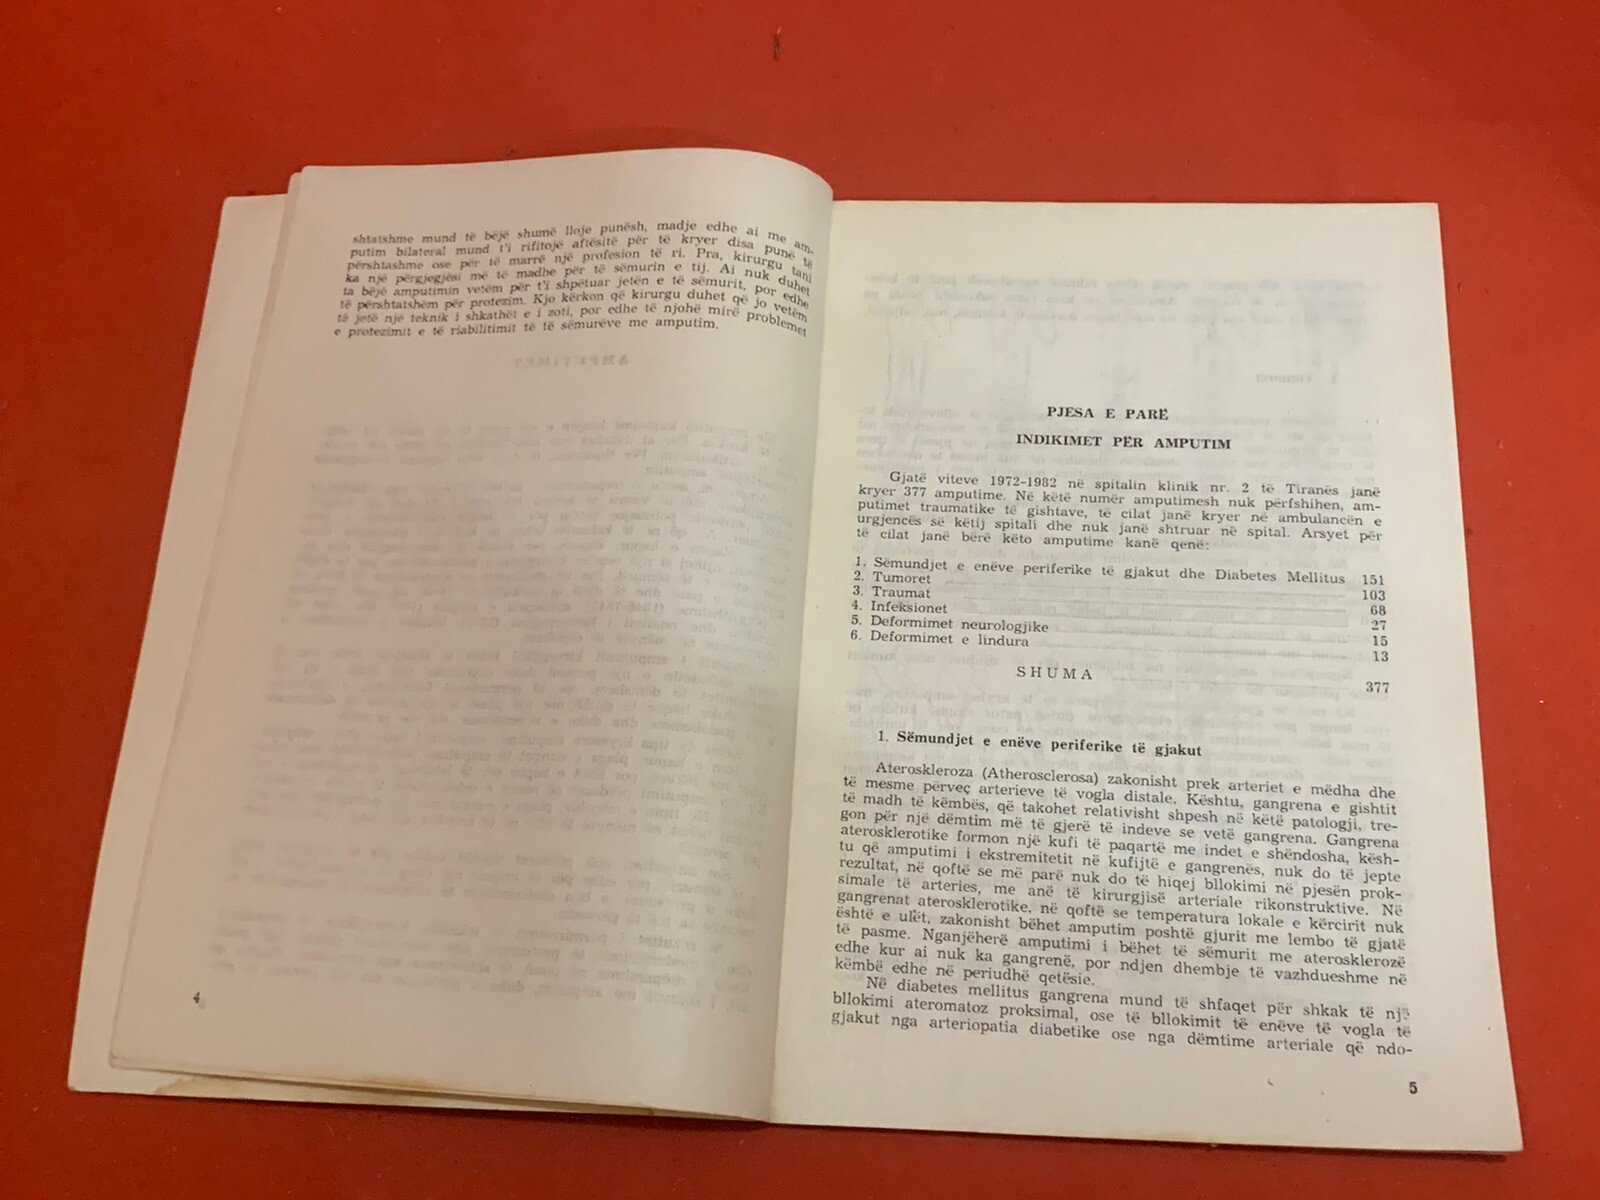 shtatshme mund të bëjë shumë lloje punësh, madje edhe ai me am-
putim bilateral mund t'i rifitojë aftësitë për të kryer disa punë të
përshtashme ose për të marrë një profesion të ri. Pra, kirurgu tani
ka një përgjegjësi më të madhe për të sëmurin e tij. Ai nuk duhet
ta bëjë amputimin vetëm për t'i shpëtuar jetën e të sëmurit, por edhe
të përshtatshëm për protezim. Kjo kërkon që kirurgu duhet që jo vetëm
të jetë një teknik i shkathët e i zoti, por edhe të njohë mirë problemet
e protezimit e të riabilitimit të të sëmurëve me amputim.
4
PJESA E PARË
INDIKIMET PËR AMPUTIM
Gjatë viteve 1972-1982 në spitalin klinik nr. 2 të Tiranës janë
kryer 377 amputime. Në këtë numër amputimesh nuk përfshihen, am-
putimet traumatike të gishtave, të cilat janë kryer në ambulancën e
urgjencës së këtij spitali dhe nuk janë shtruar në spital. Arsyet për
të cilat janë bërë këto amputime kanë qenë:
1. Sëmundjet e enëve periferike të gjakut dhe Diabetes Mellitus 151
2. Tumoret 103
3. Traumat 68
4. Infeksionet 27
5. Deformimet neurologjike 15
6. Deformimet e lindura 13
SHUMA 377
1. Sëmundjet e enëve periferike të gjakut
Ateroskleroza (Atherosclerosa) zakonisht prek arteriet e mëdha dhe
të mesme përveç arterieve të vogla distale. Kështu, gangrena e gishtit
të madh të këmbës, që takohet relativisht shpesh në këtë patologji, tre-
gon për një dëmtim më të gjerë të indeve se vetë gangrena. Gangrena
aterosklerotike formon një kufi të paqartë me indet e shëndosha, kësh-
tu që amputimi i ekstremitetit në kufijtë e gangrenës, nuk do të jepte
rezultat, në qoftë se më parë nuk do të hiqej bllokimi në pjesën prok-
simale të arteries, me anë të kirurgjisë arteriale rikonstruktive. Në
gangrenat aterosklerotike, në qoftë se temperatura lokale e kërcirit nuk
është e ulët, zakonisht bëhet amputim poshtë gjurit me lembo të gjatë
të pasme. Nganjëherë amputimi i bëhet të sëmurit me aterosklerozë
edhe kur ai nuk ka gangrenë, por ndjen dhembje të vazhdueshme në
këmbë edhe në periudhë qetësie.
Në diabetes mellitus gangrena mund të shfaqet për shkak të një
bllokimi ateromatoz proksimal, ose të bllokimit të enëve të vogla të
gjakut nga arteriopatia diabetike ose nga dëmtime arteriale që ndo-
5